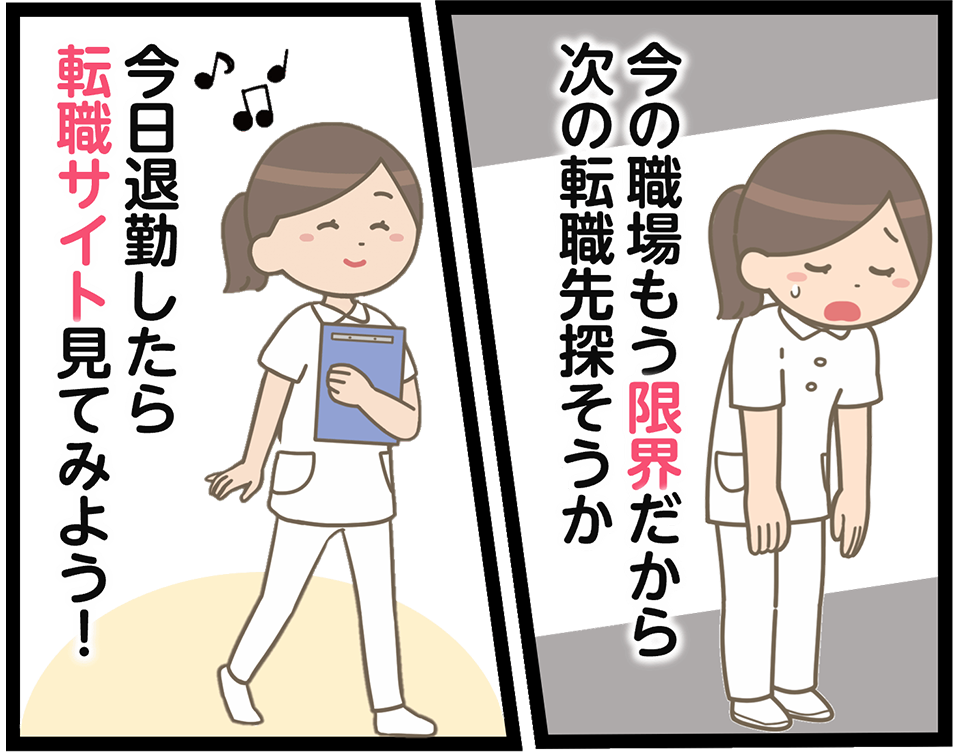 今の職場もう限界だから
次の転職先探そうか
今日退勤したら
転職サイト見てみよう！